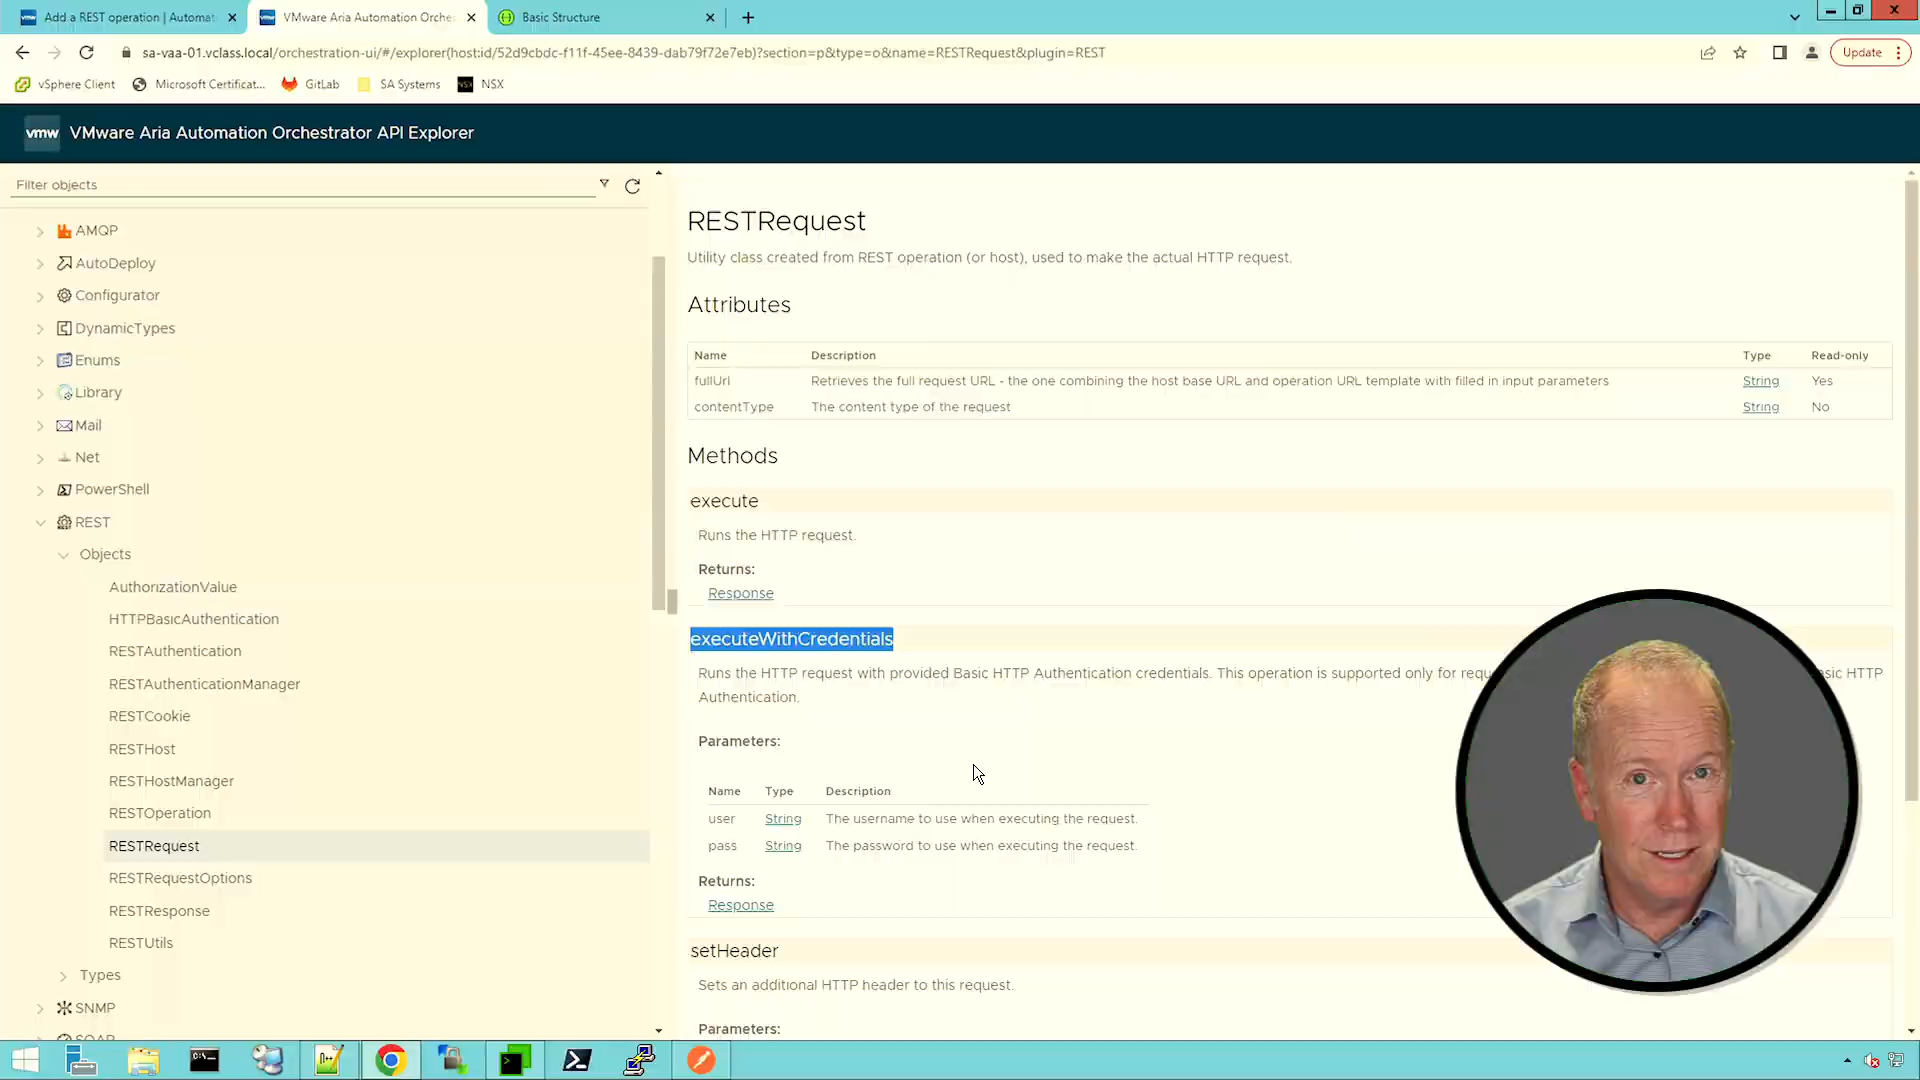 Add a REST operation | Automat
VMware Aria Automation Orches
Basic Structure
sa-vaa-01.vclass.local/orchestration-ui/#/explorer(hostid/52d9cbdc-f11f-45ee-8439-dab79f72e7eb)?section=p&type=o&name=RESTRequest&plugin=REST
Update
vSphere Client
Microsoft Certificat...
GitLab
SA Systems
NSX
vmw VMware Aria Automation Orchestrator API Explorer
Filter objects
AMQP
AutoDeploy
Configurator
DynamicTypes
Enums
Library
Mail
Net
PowerShell
REST
Objects
AuthorizationValue
HTTPBasicAuthentication
RESTAuthentication
RESTAuthenticationManager
RESTCookie
RESTHost
RESTHostManager
RESTOperation
RESTRequest
RESTRequestOptions
RESTResponse
RESTUtils
Types
SNMP
SOAP
RESTRequest
Utility class created from REST operation (or host), used to make the actual HTTP request.
Attributes
Name Description Type Read-only
fullUrl Retrieves the full request URL - the one combining the host base URL and operation URL template with filled in input parameters String Yes
contentType The content type of the request String No
Methods
execute
Runs the HTTP request.
Returns:
Response
executeWithCredentials
Runs the HTTP request with provided Basic HTTP Authentication credentials. This operation is supported only for requ asic HTTP
Authentication.
Parameters:
Name Type Description
user String The username to use when executing the request.
pass String The password to use when executing the request.
Returns:
Response
setHeader
Sets an additional HTTP header to this request.
Parameters: